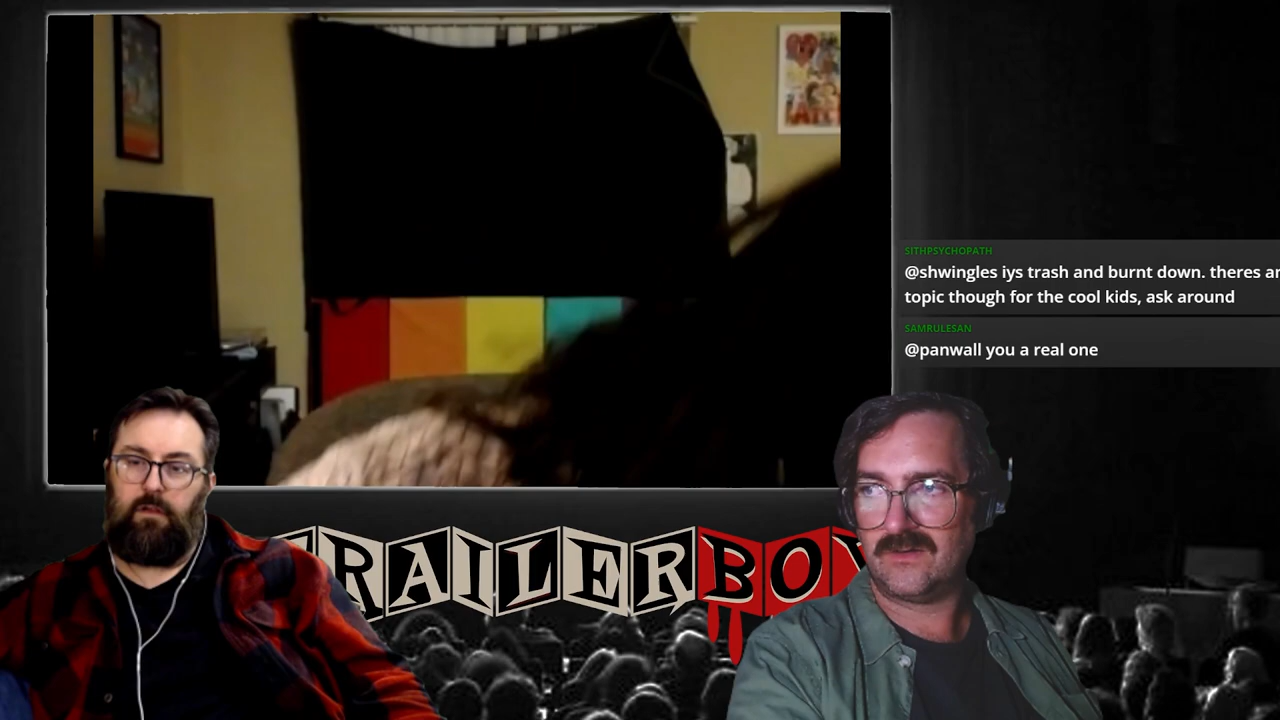 SITHPSYCHOPATH
@shwingles iys trash and burnt down. theres
topic though for the cool kids, ask around
SAMRULESAN
@panwall you a real one
RAILERBO